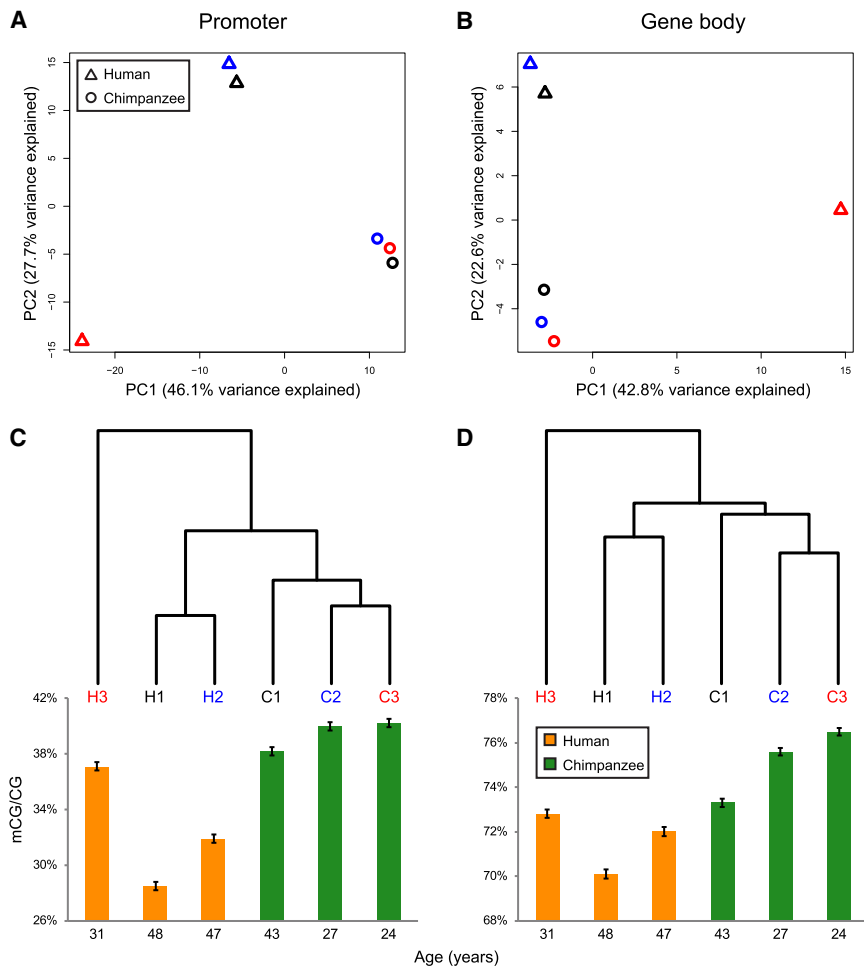 A
Promoter
B
Gene body
Human
Chimpanzee
15
10
5
0
−5
−10
−15
PC2 (27.7% variance explained)
−20
−10
0
10
PC1 (46.1% variance explained)
6
4
2
0
−2
−4
PC2 (22.6% variance explained)
0
5
10
15
PC1 (42.8% variance explained)
C
D
H3 H1 H2 C1 C2 C3
H3 H1 H2 C1 C2 C3
42%
38%
34%
30%
26%
mCG/CG
31 48 47 43 27 24
78%
76%
74%
72%
70%
68%
Human
Chimpanzee
31 48 47 43 27 24
Age (years)